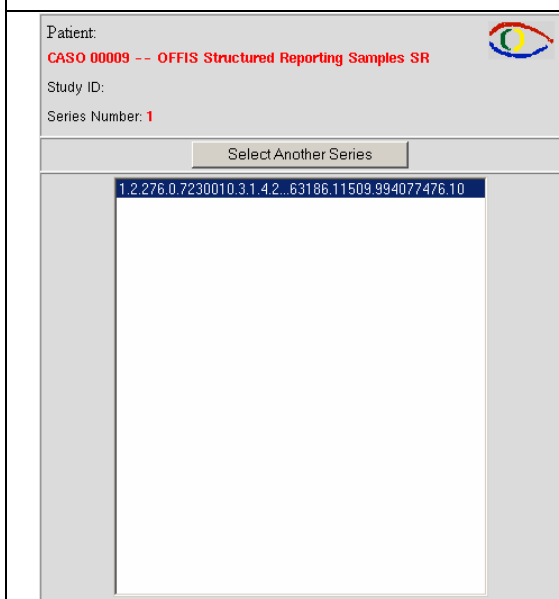 Patient:
CASO 00009 -- OFFIS Structured Reporting Samples SR
Study ID:
Series Number: 1
Select Another Series
1.2.276.0.7230010.3.1.4.2...63186.11509.994077476.10